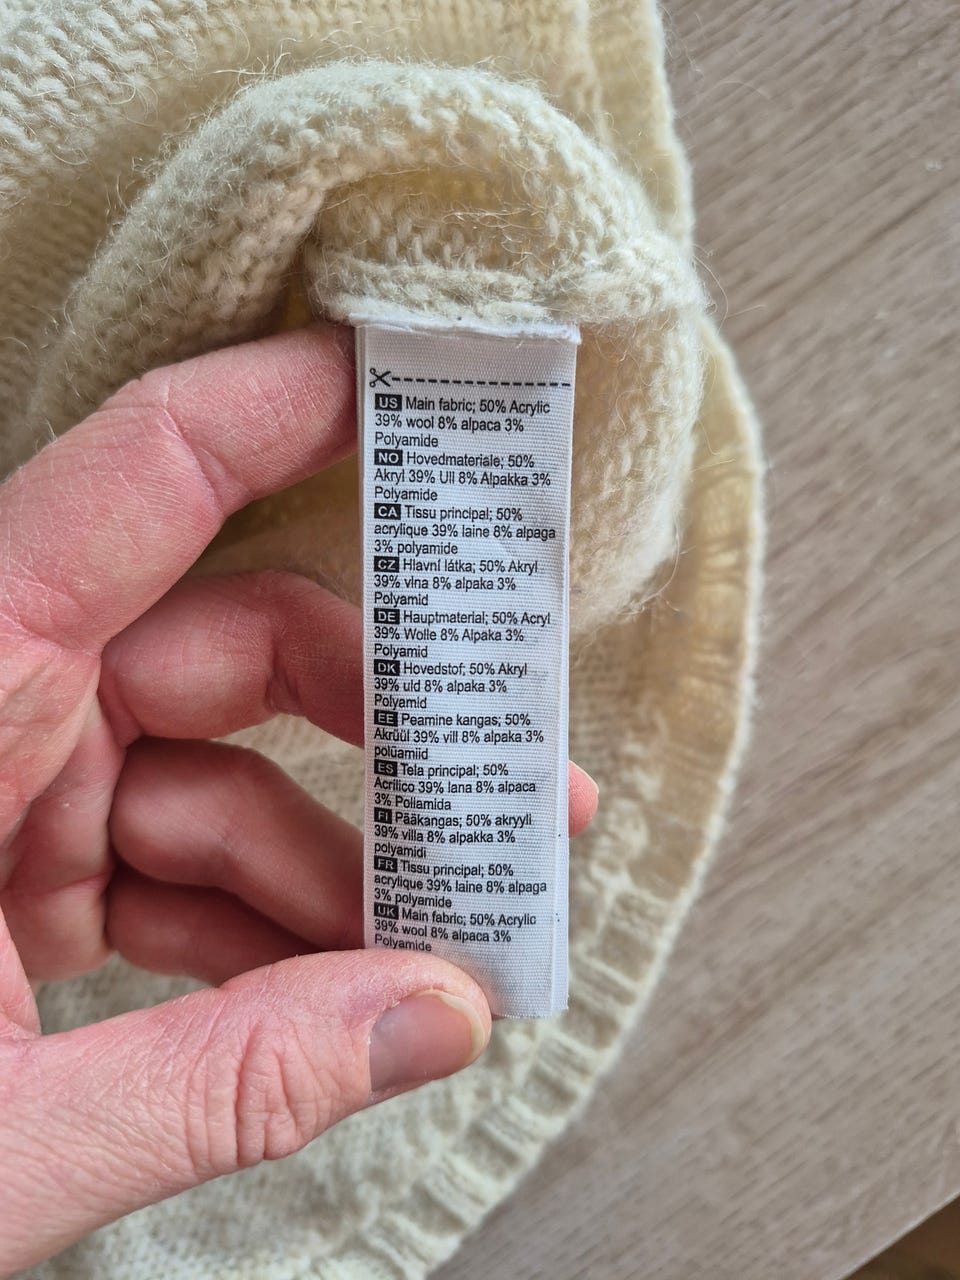 US Main fabric; 50% Acrylic
39% wool 8% alpaca 3%
Polyamide
NO Hovedmateriale; 50%
Akryl 39% Ull 8% Alpakka 3%
Polyamide
CA Tissu principal; 50%
acrylique 39% laine 8% alpaga
3% polyamide
CZ Hlavní látka; 50% Akryl
39% vlna 8% alpaka 3%
Polyamid
DE Hauptmaterial; 50% Acryl
39% Wolle 8% Alpaka 3%
Polyamid
DK Hovedstof; 50% Akryl
39% uld 8% alpaka 3%
Polyamid
EE Peamine kangas; 50%
Akrüül 39% vill 8% alpaka 3%
polüamiid
ES Tela principal; 50%
Acrílico 39% lana 8% alpaca
3% Poliamida
FI Pääkangas; 50% akryyli
39% villa 8% alpakka 3%
polyamidi
FR Tissu principal; 50%
acrylique 39% laine 8% alpaga
3% polyamide
UK Main fabric; 50% Acrylic
39% wool 8% alpaca 3%
Polyamide